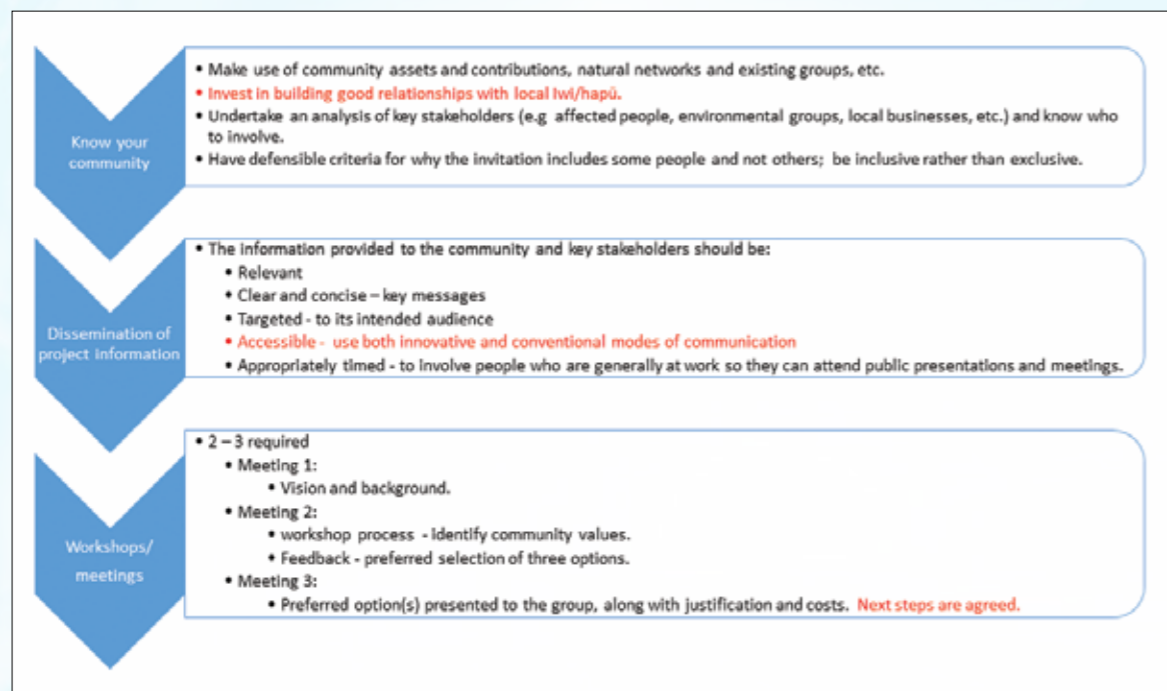 Know your
community
• Make use of community assets and contributions, natural networks and existing groups, etc.
• Invest in building good relationships with local Iwi/hapū.
• Undertake an analysis of key stakeholders (e.g affected people, environmental groups, local businesses, etc.) and know who
to involve.
• Have defensible criteria for why the invitation includes some people and not others; be inclusive rather than exclusive.
Dissemination of
project information
• The information provided to the community and key stakeholders should be:
• Relevant
• Clear and concise – key messages
• Targeted - to its intended audience
• Accessible - use both innovative and conventional modes of communication
• Appropriately timed - to involve people who are generally at work so they can attend public presentations and meetings.
Workshops/
meetings
• 2 – 3 required
• Meeting 1:
• Vision and background.
• Meeting 2:
• workshop process - identify community values.
• Feedback - preferred selection of three options.
• Meeting 3:
• Preferred option(s) presented to the group, along with justification and costs. Next steps are agreed.